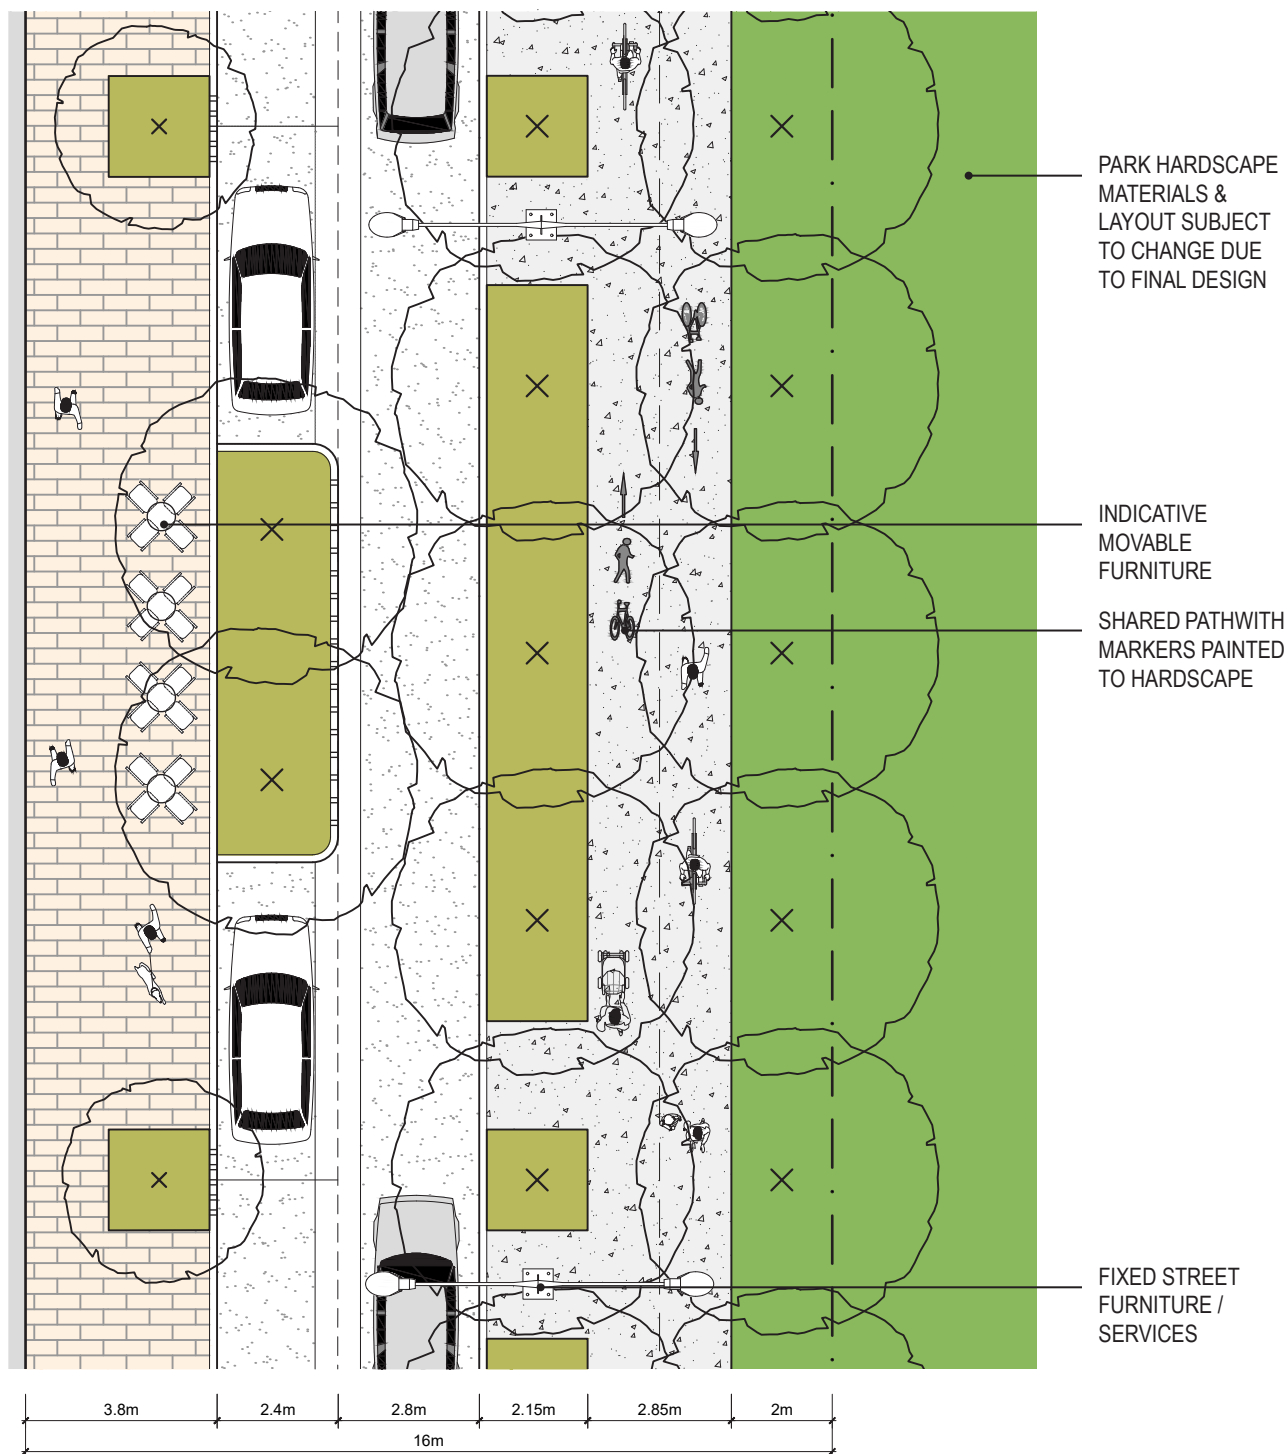 PARK HARDSCAPE
MATERIALS &
LAYOUT SUBJECT
TO CHANGE DUE
TO FINAL DESIGN
INDICATIVE
MOVABLE
FURNITURE
SHARED PATHWITH
MARKERS PAINTED
TO HARDSCAPE
FIXED STREET
FURNITURE /
SERVICES
3.8m 2.4m 2.8m 2.15m 2.85m 2m
16m